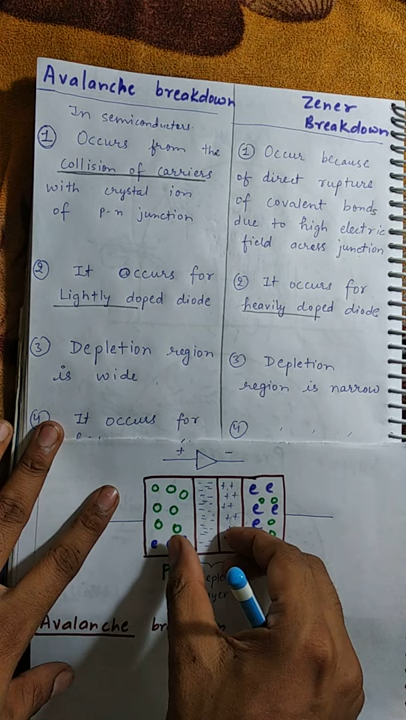 Avalanche breakdown
In semiconductors.
① Occurs from the
Collision of carriers
with crystal ion
of p-n junction
② It occurs for
Lightly doped diode
③ Depletion region
is wide
④ It occurs for
Zener
Breakdown
① Occur because
of direct rupture
of covalent bonds
due to high electric
field across junction
② It occurs for
heavily doped diode
③ Depletion
region is narrow
④
+ -
++
++
++
++
e e
e e
e
e
P
Avalanche